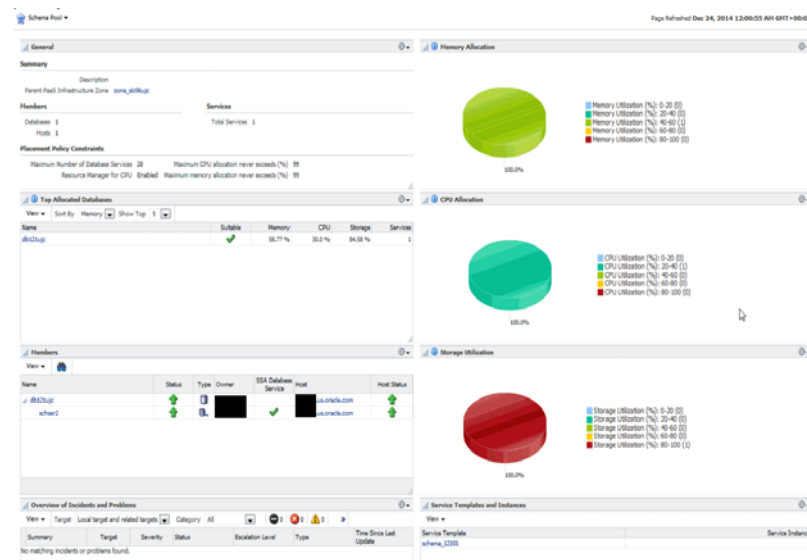 Schema Pool
Page Refreshed Dec 24, 2014 12:00:55 AM GMT+00:0
General
Summary
Description
Parent PaaS Infrastructure Zone
Members
Services
Databases 1
Total Services 1
Hosts 1
Placement Policy Constraints
Maximum Number of Database Services 28
Maximum CPU allocation never exceeds (%) 99
Resource Manager for CPU Enabled
Maximum memory allocation never exceeds (%) 99
Memory Allocation
Memory Utilization (%): 0-20 (0)
Memory Utilization (%): 20-40 (0)
Memory Utilization (%): 40-60 (1)
Memory Utilization (%): 60-80 (0)
Memory Utilization (%): 80-100 (0)
100.0%
Top Allocated Databases
View Sort By Memory Show Top 5
Name Suitable Memory CPU Storage Services
58.77 % 30.0 % 84.58 % 1
CPU Allocation
CPU Utilization (%): 0-20 (0)
CPU Utilization (%): 20-40 (1)
CPU Utilization (%): 40-60 (0)
CPU Utilization (%): 60-80 (0)
CPU Utilization (%): 80-100 (0)
100.0%
Members
View
Name Status Type Owner SSA Database Service Host Host Status
us.oracle.com
us.oracle.com
Storage Utilization
Storage Utilization (%): 0-20 (0)
Storage Utilization (%): 20-40 (0)
Storage Utilization (%): 40-60 (0)
Storage Utilization (%): 60-80 (0)
Storage Utilization (%): 80-100 (1)
100.0%
Overview of Incidents and Problems
View Target Local target and related targets Category All
Summary Target Severity Status Escalation Level Type Time Since Last Update
No matching incidents or problems found.
Service Templates and Instances
View
Service Template
Service Instanc
schema_12101